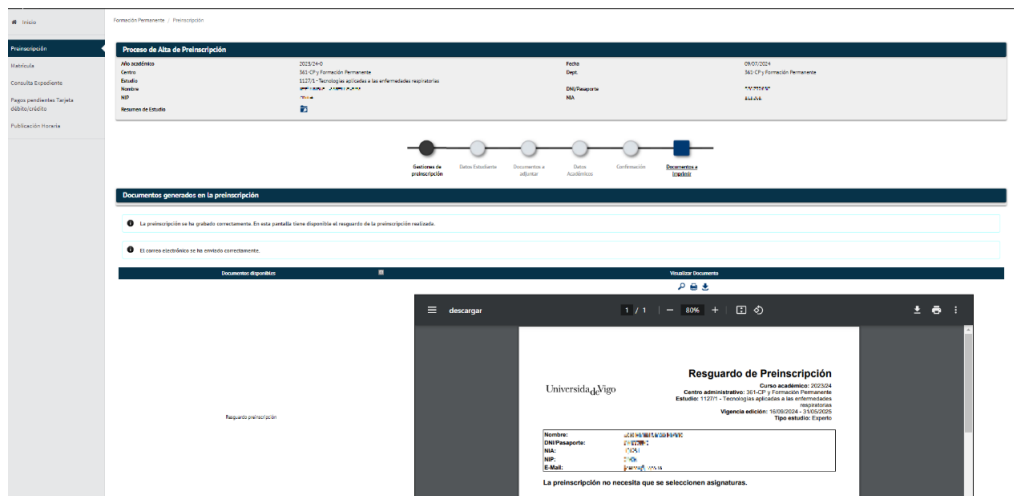 Inicio
Formación Permanente / Preinscripción
Preinscripción
Matrícula
Consulta Expediente
Pagos pendientes Tarjeta
débito/crédito
Publicación Horaria
Proceso de Alta de Preinscripción
Año académico 2023/24-0 Fecha 09/07/2024
Centro 361-CP y Formación Permanente Dept. 361-CP y Formación Permanente
Estudio 1127/1 - Tecnologías aplicadas a las enfermedades respiratorias
Nombre DNI/Pasaporte
NIP NIA
Resumen de Estudio
Gestiones de
preinscripción
Datos Estudiante
Documentos a
adjuntar
Datos
Académicos
Confirmación
Documentos a
imprimir
Documentos generados en la preinscripción
La preinscripción se ha grabado correctamente. En esta pantalla tiene disponible el resguardo de la preinscripción realizada.
El correo electrónico se ha enviado correctamente.
Documentos disponibles Visualizar Documento
descargar 1 / 1 80%
Resguardo preinscripción
Universidade Vigo
Resguardo de Preinscripción
Curso académico: 2023/24
Centro administrativo: 361-CP y Formación Permanente
Estudio: 1127/1 - Tecnologías aplicadas a las enfermedades
respiratorias
Vigencia edición: 16/09/2024 - 31/05/2025
Tipo estudio: Experto
Nombre:
DNI/Pasaporte:
NIA:
NIP:
E-Mail:
La preinscripción no necesita que se seleccionen asignaturas.